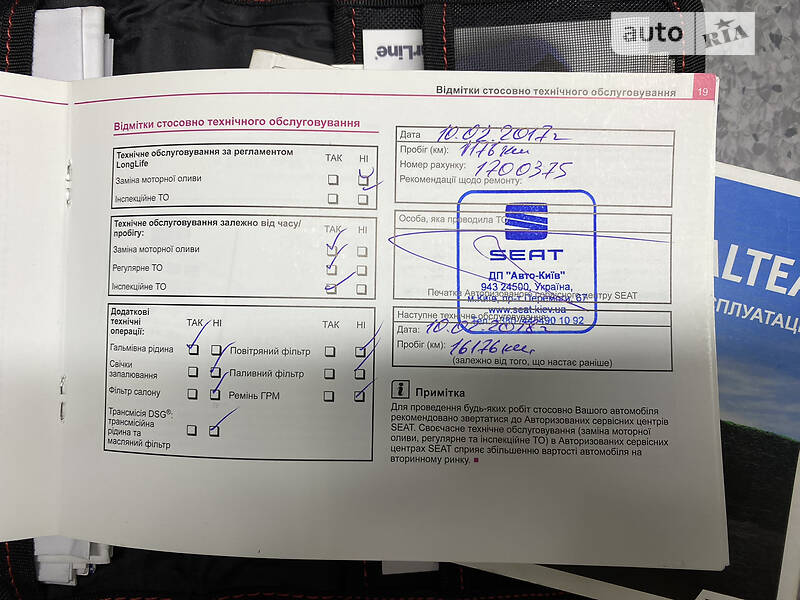 auto RIA
StarLine
Відмітки стосовно технічного обслуговування 19
Відмітки стосовно технічного обслуговування
Технічне обслуговування за регламентом
LongLife
ТАК НІ
Заміна моторної оливи
Інспекційне ТО
Технічне обслуговування залежно від часу/
пробігу:
ТАК НІ
Заміна моторної оливи
Регулярне ТО
Інспекційне ТО
Додаткові
технічні
операції:
ТАК НІ ТАК НІ
Гальмівна рідина Повітряний фільтр
Свічки
запалювання Паливний фільтр
Фільтр салону Ремінь ГРМ
Трансмісія DSG®:
трансмісійна
рідина та
масляний фільтр
Дата 10.02.2017г
Пробіг (км): 1176 км
Номер рахунку: 1700375
Рекомендації щодо ремонту:
Особа, яка проводила ТО
SEAT
ДП "Авто-Київ"
943 24500, Україна,
м.Київ, пр-т Перемоги, 67
Печатка Авторизованого сервісного центру SEAT
www.seat.kiev.ua
Наступне технічне обслуговування
Дата: 10.02.2018г
Пробіг (км): 16176 км
(залежно від того, що настає раніше)
i Примітка
Для проведення будь-яких робіт стосовно Вашого автомобіля
рекомендовано звертатися до Авторизованих сервісних центрів
SEAT. Своєчасне технічне обслуговування (заміна моторної
оливи, регулярне та інспекційне ТО) в Авторизованих сервісних
центрах SEAT сприяє збільшенню вартості автомобіля на
вторинному ринку.
ALTEA